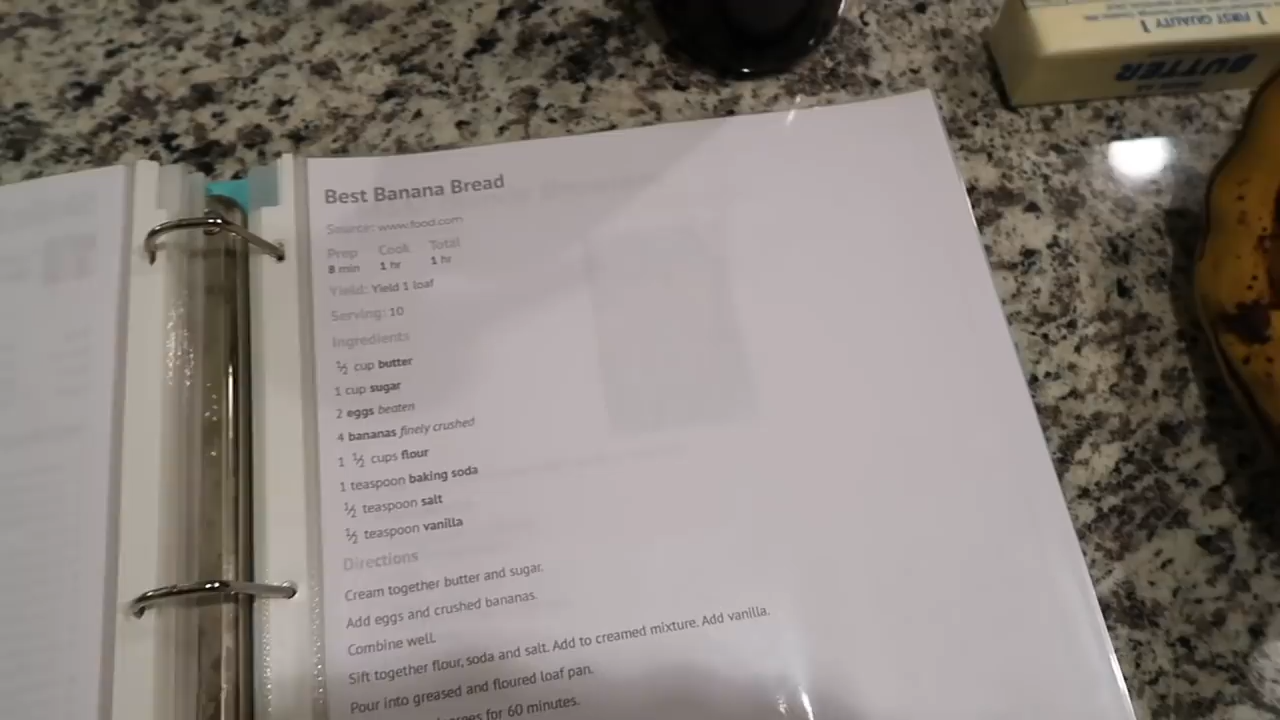 FIRST QUALITY
BUTTER
Best Banana Bread
Source: www.food.com
Prep Cook Total
8 min 1 hr 1 hr
Yield: Yield 1 loaf
Serving: 10
Ingredients
½ cup butter
1 cup sugar
2 eggs beaten
4 bananas finely crushed
1 ½ cups flour
1 teaspoon baking soda
½ teaspoon salt
½ teaspoon vanilla
Directions
Cream together butter and sugar.
Add eggs and crushed bananas.
Combine well.
Sift together flour, soda and salt. Add to creamed mixture. Add vanilla.
Pour into greased and floured loaf pan.
for 60 minutes.